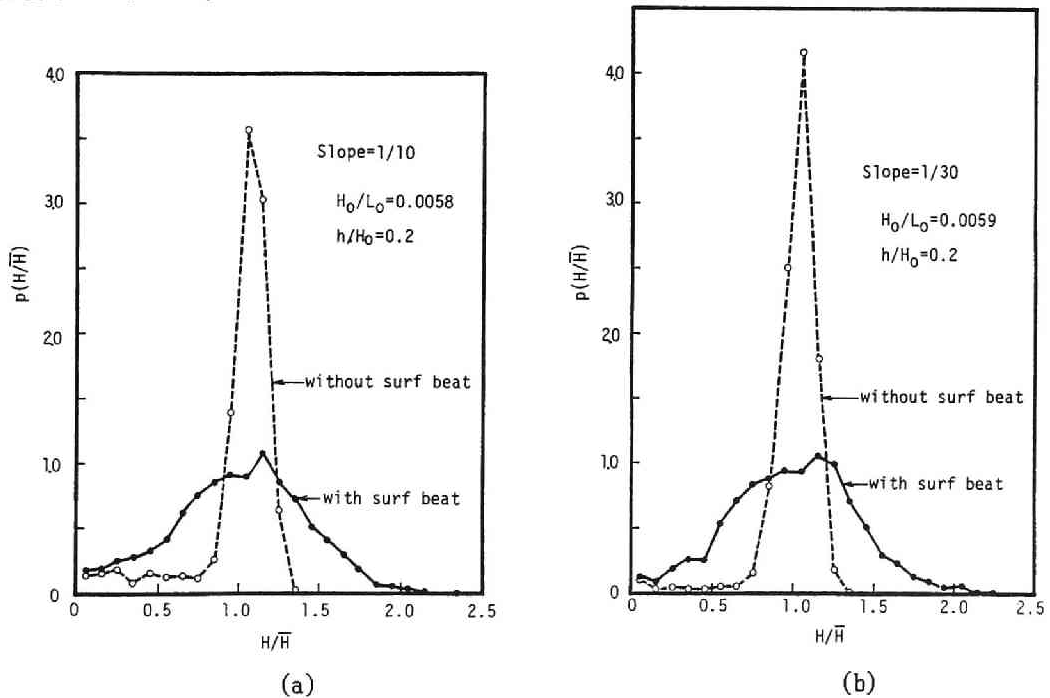 4.0
3.0
2.0
1.0
0
p(H/H̅)
Slope=1/10
H₀/L₀=0.0058
h/H₀=0.2
without surf beat
with surf beat
0 0.5 1.0 1.5 2.0 2.5
H/H̅
(a)
4.0
3.0
2.0
1.0
0
p(H/H̅)
Slope=1/30
H₀/L₀=0.0059
h/H₀=0.2
without surf beat
with surf beat
0 0.5 1.0 1.5 2.0 2.5
H/H̅
(b)